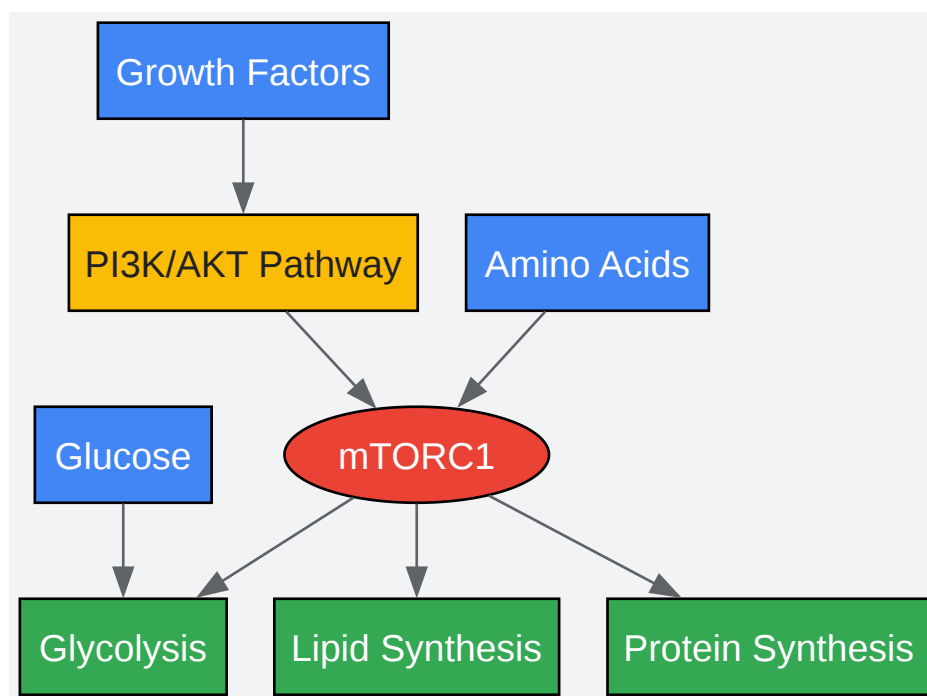 Growth Factors
PI3K/AKT Pathway
Amino Acids
Glucose
mTORC1
Glycolysis
Lipid Synthesis
Protein Synthesis